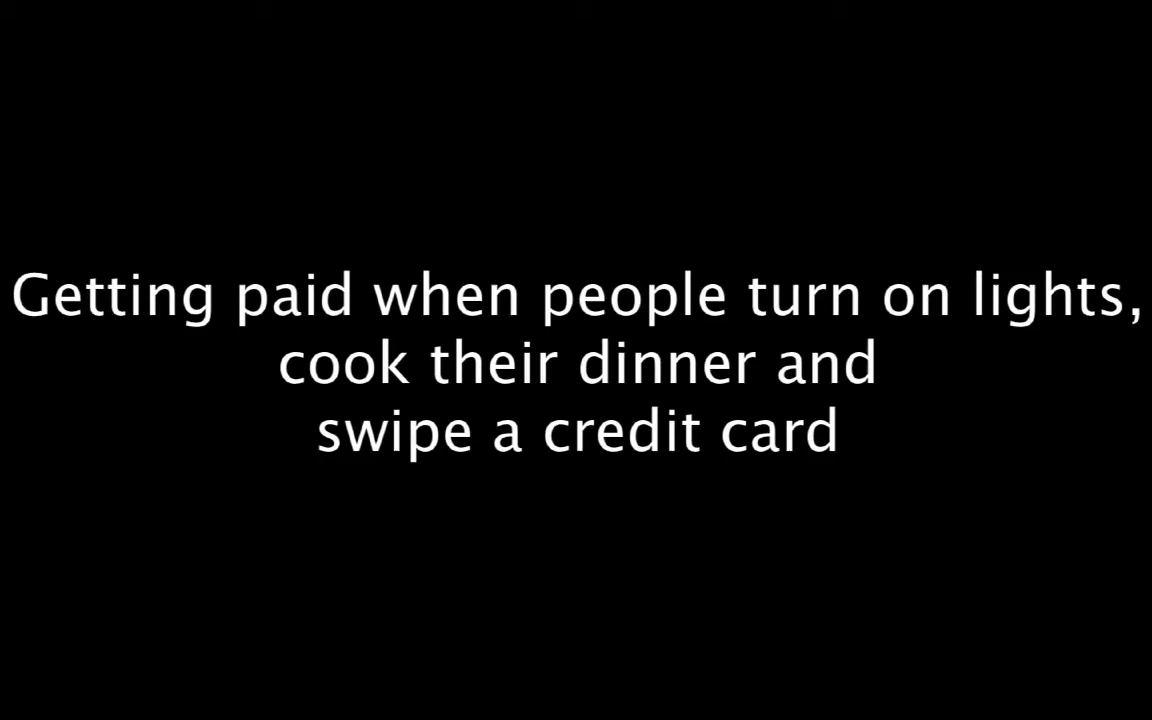 Getting paid when people turn on lights,
cook their dinner and
swipe a credit card